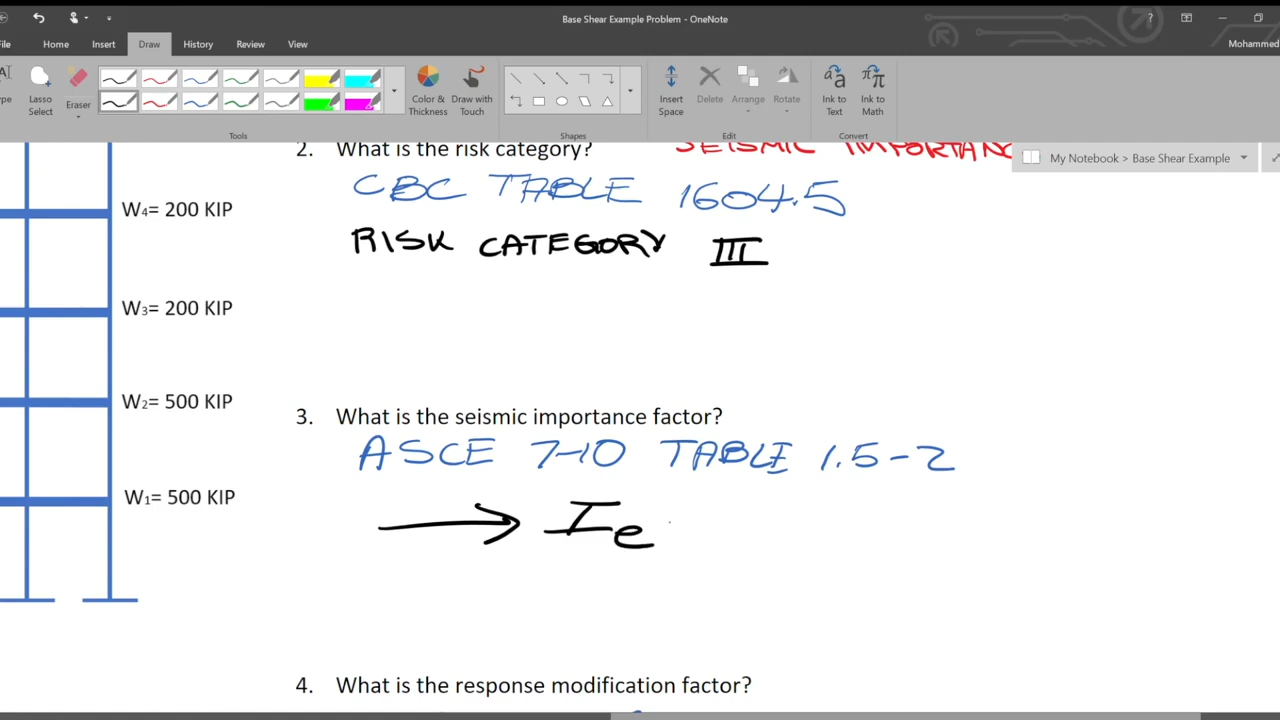 Base Shear Example Problem - OneNote
File Home Insert Draw History Review View
Mohammed
Lasso Select
Eraser
Color & Thickness
Draw with Touch
Insert Space
Delete
Arrange
Rotate
Ink to Text
Ink to Math
Tools
Shapes
Edit
Convert
My Notebook > Base Shear Example
2. What is the risk category?
SEISMIC
CBC TABLE 1604.5
RISK CATEGORY III
W4= 200 KIP
W3= 200 KIP
W2= 500 KIP
W1= 500 KIP
3. What is the seismic importance factor?
ASCE 7-10 TABLE 1.5-2
→ Ie
4. What is the response modification factor?